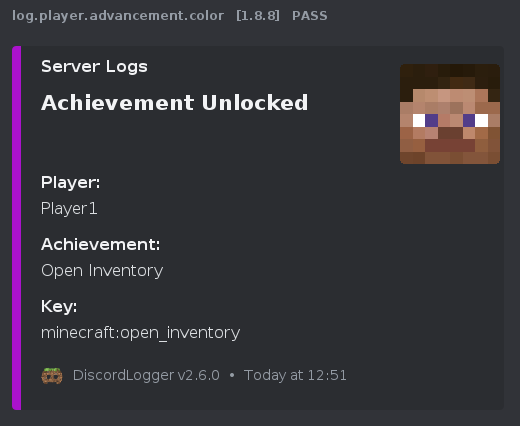 log.player.advancement.color [1.8.8] PASS
Server Logs
Achievement Unlocked
Player:
Player1
Achievement:
Open Inventory
Key:
minecraft:open_inventory
DiscordLogger v2.6.0 • Today at 12:51